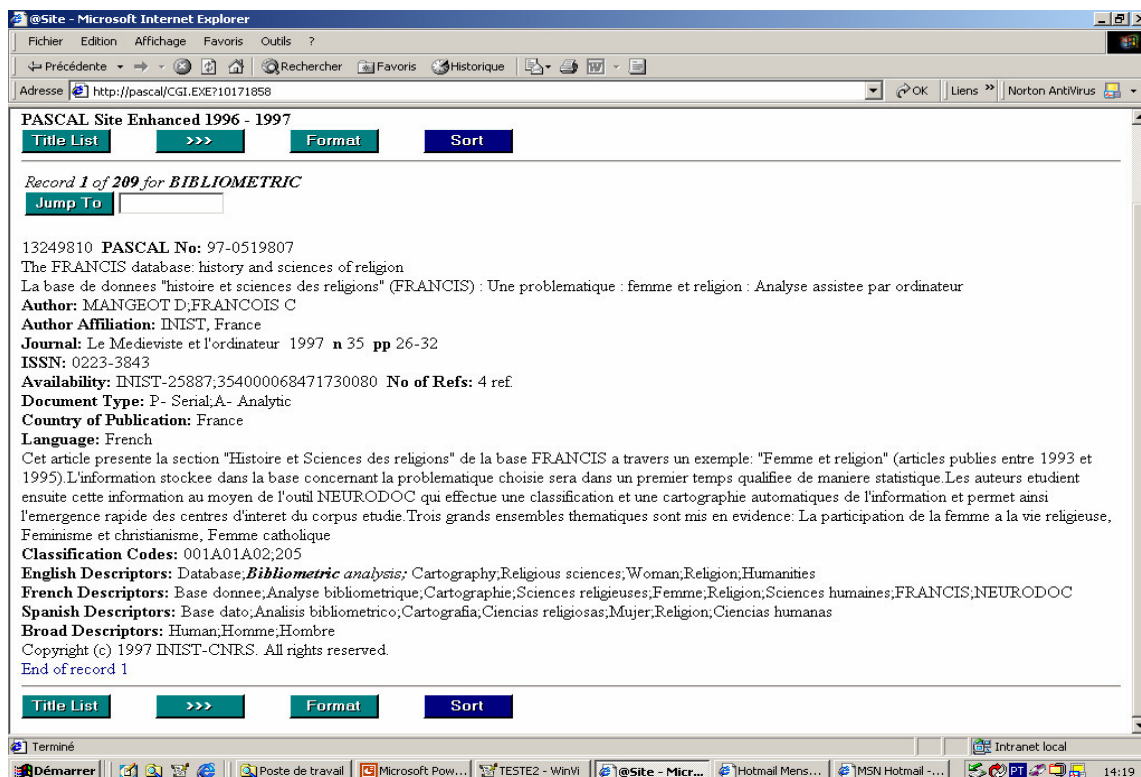 @Site - Microsoft Internet Explorer
Fichier Edition Affichage Favoris Outils ?
Précédente Rechercher Favoris Historique
Adresse http://pascal/CGI.EXE?10171858 OK Liens » Norton AntiVirus
PASCAL Site Enhanced 1996 - 1997
Title List >>> Format Sort
Record 1 of 209 for BIBLIOMETRIC
Jump To
13249810 PASCAL No: 97-0519807
The FRANCIS database: history and sciences of religion
La base de donnees "histoire et sciences des religions" (FRANCIS) : Une problematique : femme et religion : Analyse assistee par ordinateur
Author: MANGEOT D;FRANCOIS C
Author Affiliation: INIST, France
Journal: Le Medieviste et l'ordinateur 1997 n 35 pp 26-32
ISSN: 0223-3843
Availability: INIST-25887;354000068471730080 No of Refs: 4 ref.
Document Type: P- Serial;A- Analytic
Country of Publication: France
Language: French
Cet article presente la section "Histoire et Sciences des religions" de la base FRANCIS a travers un exemple: "Femme et religion" (articles publies entre 1993 et
1995).L'information stockee dans la base concernant la problematique choisie sera dans un premier temps qualifiee de maniere statistique.Les auteurs etudient
ensuite cette information au moyen de l'outil NEURODOC qui effectue une classification et une cartographie automatiques de l'information et permet ainsi
l'emergence rapide des centres d'interet du corpus etudie.Trois grands ensembles thematiques sont mis en evidence: La participation de la femme a la vie religieuse,
Feminisme et christianisme, Femme catholique
Classification Codes: 001A01A02;205
English Descriptors: Database;Bibliometric analysis; Cartography;Religious sciences;Woman;Religion;Humanities
French Descriptors: Base donnee;Analyse bibliometrique;Cartographie;Sciences religieuses;Femme;Religion;Sciences humaines;FRANCIS;NEURODOC
Spanish Descriptors: Base dato;Analisis bibliometrico;Cartografia;Ciencias religiosas;Mujer;Religion;Ciencias humanas
Broad Descriptors: Human;Homme;Hombre
Copyright (c) 1997 INIST-CNRS. All rights reserved.
End of record 1
Title List >>> Format Sort
Terminé Intranet local
Démarrer Poste de travail Microsoft Pow... TESTE2 - WinVi @Site - Micr... Hotmail Mens... MSN Hotmail -... PT 14:19